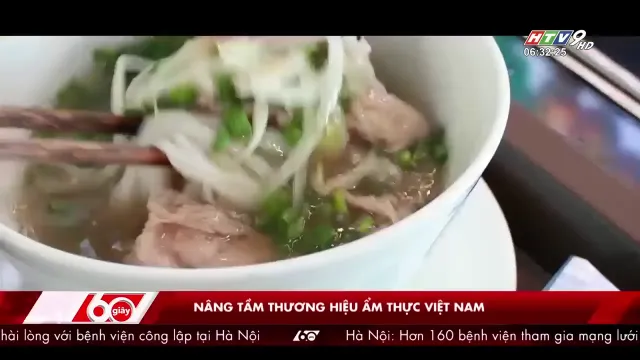 HTV9 HD
06:32:25
60 giây
NÂNG TẦM THƯƠNG HIỆU ẨM THỰC VIỆT NAM
hài lòng với bệnh viện công lập tại Hà Nội 60 Hà Nội: Hơn 160 bệnh viện tham gia mạng lưới